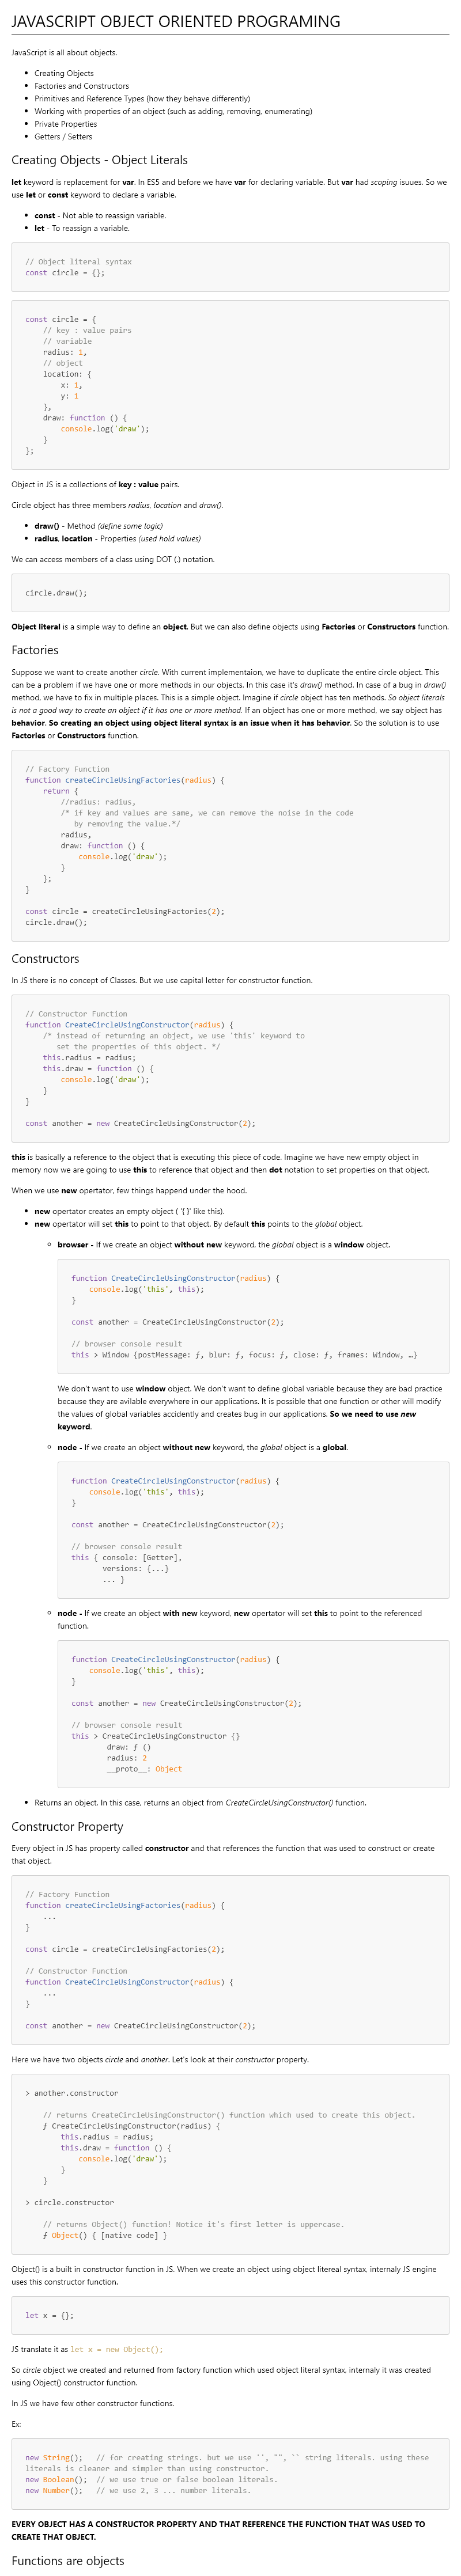 JAVASCRIPT OBJECT ORIENTED PROGRAMING
JavaScript is all about objects.
• Creating Objects
• Factories and Constructors
• Primitives and Reference Types (how they behave differently)
• Working with properties of an object (such as adding, removing, enumerating)
• Private Properties
• Getters / Setters
Creating Objects - Object Literals
let keyword is replacement for var. In ES5 and before we have var for declaring variable. But var had scoping isuues. So we
use let or const keyword to declare a variable.
• const - Not able to reassign variable.
• let - To reassign a variable.
// Object literal syntax
const circle = {};
const circle = {
// key : value pairs
// variable
radius: 1,
// object
location: {
x: 1,
y: 1
},
draw: function () {
console.log('draw');
}
};
Object in JS is a collections of key : value pairs.
Circle object has three members radius, location and draw().
• draw() - Method (define some logic)
• radius, location - Properties (used hold values)
We can access members of a class using DOT (.) notation.
circle.draw();
Object literal is a simple way to define an object. But we can also define objects using Factories or Constructors function.
Factories
Suppose we want to create another circle. With current implementaion, we have to duplicate the entire circle object. This
can be a problem if we have one or more methods in our objects. In this case it's draw() method. In case of a bug in draw()
method, we have to fix in multiple places. This is a simple object. Imagine if circle object has ten methods. So object literals
is not a good way to create an object if it has one or more method. If an object has one or more method, we say object has
behavior. So creating an object using object literal syntax is an issue when it has behavior. So the solution is to use
Factories or Constructors function.
// Factory Function
function createCircleUsingFactories(radius) {
return {
//radius: radius,
/* if key and values are same, we can remove the noise in the code
by removing the value.*/
radius,
draw: function () {
console.log('draw');
}
};
}
const circle = createCircleUsingFactories(2);
circle.draw();
Constructors
In JS there is no concept of Classes. But we use capital letter for constructor function.
// Constructor Function
function CreateCircleUsingConstructor(radius) {
/* instead of returning an object, we use 'this' keyword to
set the properties of this object. */
this.radius = radius;
this.draw = function () {
console.log('draw');
}
}
const another = new CreateCircleUsingConstructor(2);
this is basically a reference to the object that is executing this piece of code. Imagine we have new empty object in
memory now we are going to use this to reference that object and then dot notation to set properties on that object.
When we use new opertator, few things happend under the hood.
• new opertator creates an empty object ( '{ }' like this).
• new opertator will set this to point to that object. By default this points to the global object.
◦ browser - If we create an object without new keyword, the global object is a window object.
function CreateCircleUsingConstructor(radius) {
console.log('this', this);
}
const another = CreateCircleUsingConstructor(2);
// browser console result
this > Window {postMessage: ƒ, blur: ƒ, focus: ƒ, close: ƒ, frames: Window, …}
We don't want to use window object. We don't want to define global variable because they are bad practice
because they are available everywhere in our applications. It is possible that one function or other will modify
the values of global variables accidently and creates bug in our applications. So we need to use new
keyword.
◦ node - If we create an object without new keyword, the global object is a global.
function CreateCircleUsingConstructor(radius) {
console.log('this', this);
}
const another = CreateCircleUsingConstructor(2);
// browser console result
this { console: [Getter],
versions: {...}
... }
◦ node - If we create an object with new keyword, new opertator will set this to point to the referenced
function.
function CreateCircleUsingConstructor(radius) {
console.log('this', this);
}
const another = new CreateCircleUsingConstructor(2);
// browser console result
this > CreateCircleUsingConstructor {}
draw: ƒ ()
radius: 2
__proto__: Object
• Returns an object. In this case, returns an object from CreateCircleUsingConstructor() function.
Constructor Property
Every object in JS has property called constructor and that references the function that was used to construct or create
that object.
// Factory Function
function createCircleUsingFactories(radius) {
...
}
const circle = createCircleUsingFactories(2);
// Constructor Function
function CreateCircleUsingConstructor(radius) {
...
}
const another = new CreateCircleUsingConstructor(2);
Here we have two objects circle and another. Let's look at their constructor property.
> another.constructor
// returns CreateCircleUsingConstructor() function which used to create this object.
ƒ CreateCircleUsingConstructor(radius) {
this.radius = radius;
this.draw = function () {
console.log('draw');
}
}
> circle.constructor
// returns Object() function! Notice it's first letter is uppercase.
ƒ Object() { [native code] }
Object() is a built in constructor function in JS. When we create an object using object litereal syntax, internaly JS engine
uses this constructor function.
let x = {};
JS translate it as let x = new Object();
So circle object we created and returned from factory function which used object literal syntax, internaly it was created
using Object() constructor function.
In JS we have few other constructor functions.
Ex:
new String();   // for creating strings. but we use '', "", `` string literals. using these
literals is cleaner and simpler than using constructor.
new Boolean();  // we use true or false boolean literals.
new Number();   // we use 2, 3 ... number literals.
EVERY OBJECT HAS A CONSTRUCTOR PROPERTY AND THAT REFERENCE THE FUNCTION THAT WAS USED TO
CREATE THAT OBJECT.
Functions are objects